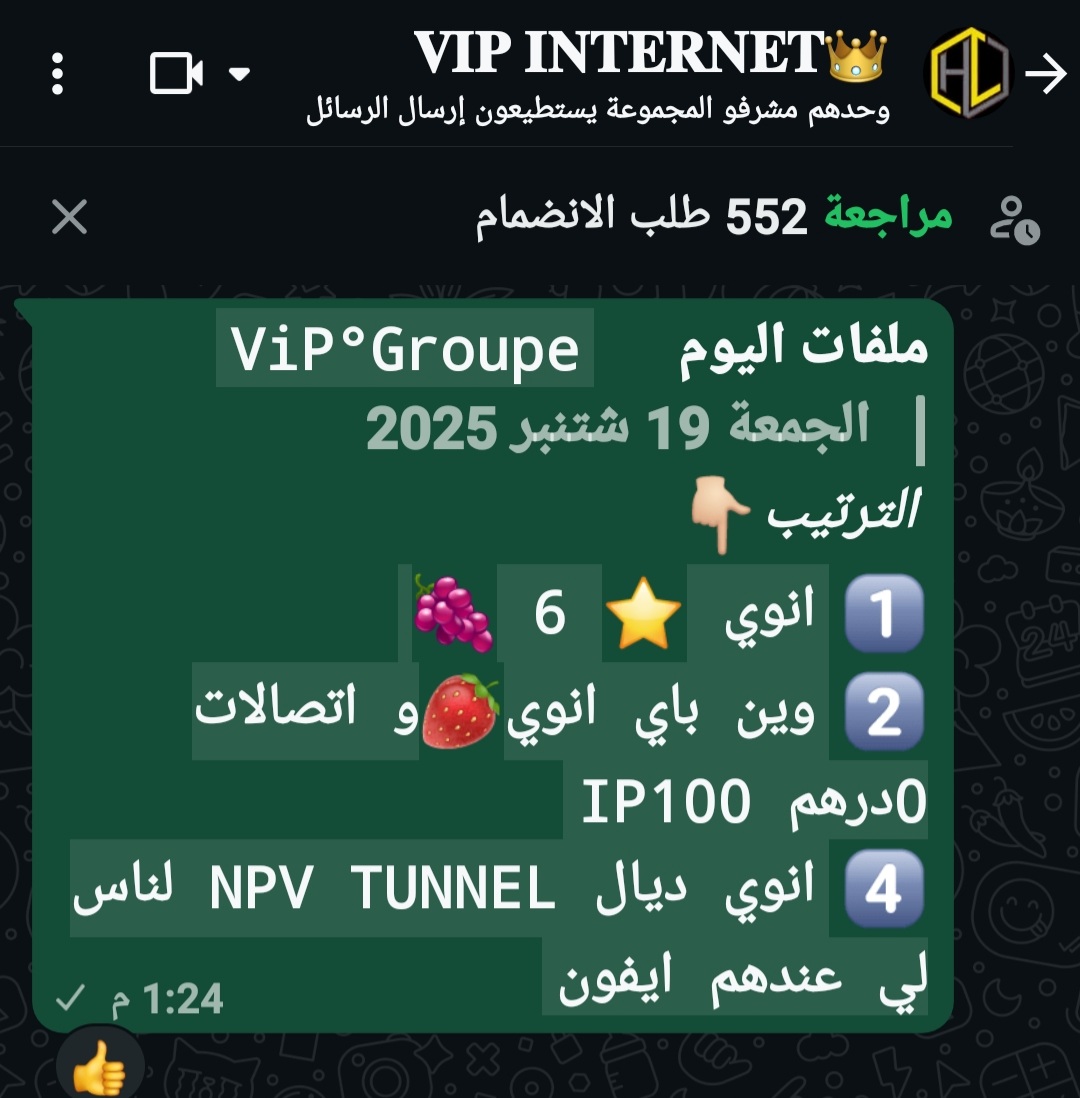 VIP INTERNET👑
وحدهم مشرفو المجموعة يستطيعون إرسال الرسائل
مراجعة 552 طلب الانضمام
ملفات اليوم ViP°Groupe
الجمعة 19 شتنبر 2025
الترتيب 👇🏼
1️⃣ انوي ⭐ 6 🍇
2️⃣ وين باي انوي🍓و اتصالات
0درهم IP100
4️⃣ انوي ديال NPV TUNNEL لناس
لي عندهم ايفون
1:24 م